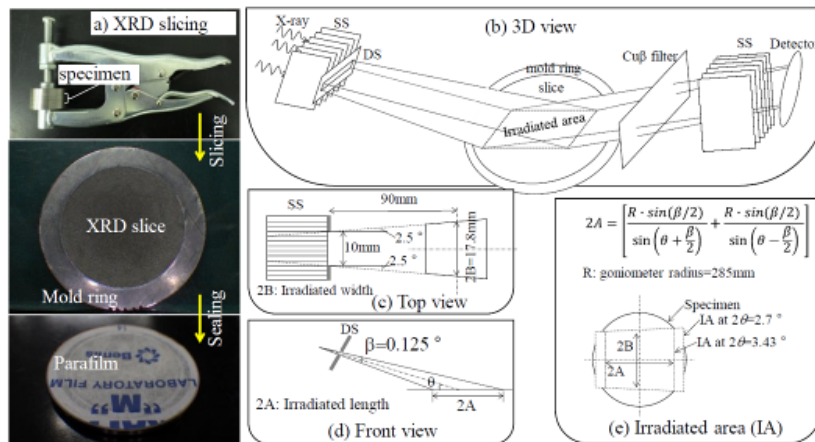 a) XRD slicing
specimen
Slicing
XRD slice
Mold ring
Sealing
Parafilm
LABORATORY FILM
"M"
(b) 3D view
X-ray
SS
DS
mold ring
slice
Irradiated area
Cuβ filter
SS
Detector
SS
90mm
10mm
2.5 °
2.5 °
2B=17.8mm
2B: Irradiated width
(c) Top view
DS
β=0.125 °
θ
2A: Irradiated length
2A
(d) Front view
2A = [R · sin(β/2) / sin(θ + β/2) + R · sin(β/2) / sin(θ − β/2)]
R: goniometer radius=285mm
Specimen
IA at 2θ=2.7 °
IA at 2θ=3.43 °
2B
2A
(e) Irradiated area (IA)